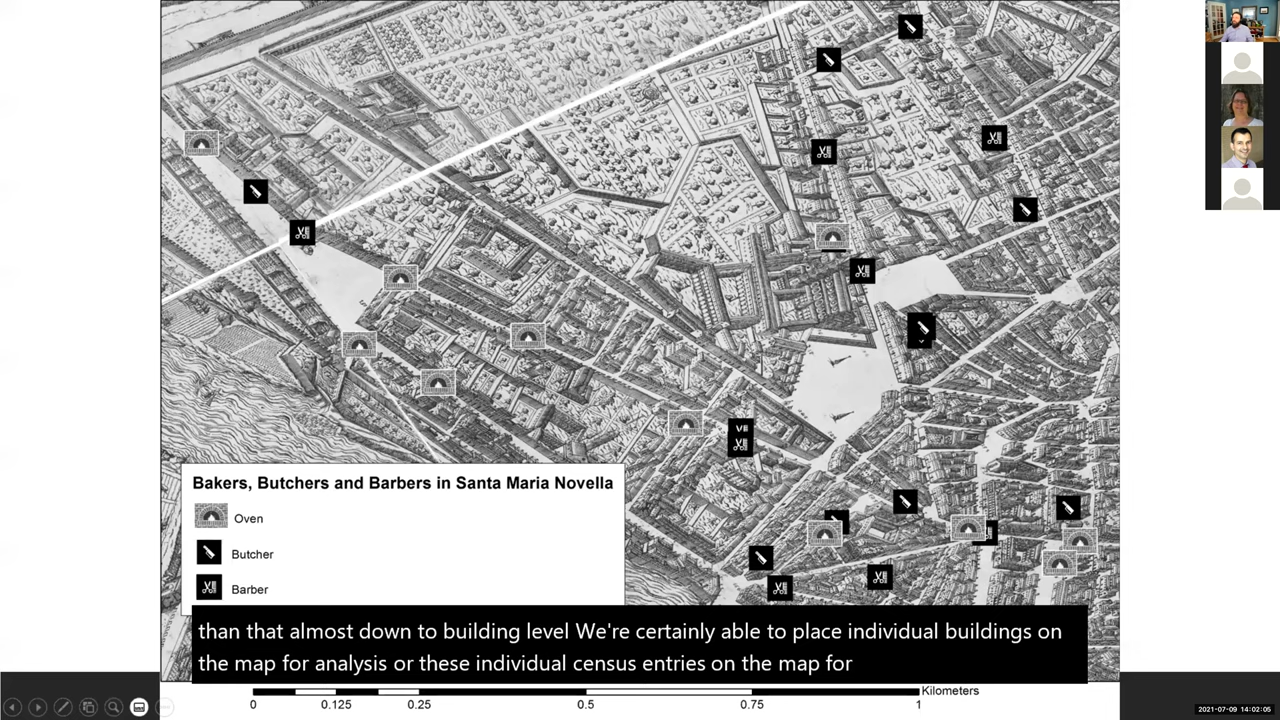 Bakers, Butchers and Barbers in Santa Maria Novella
Oven
Butcher
Barber
than that almost down to building level We're certainly able to place individual buildings on
the map for analysis or these individual census entries on the map for
Kilometers
0 0.125 0.25 0.5 0.75 1
2021-07-09 14:02:05